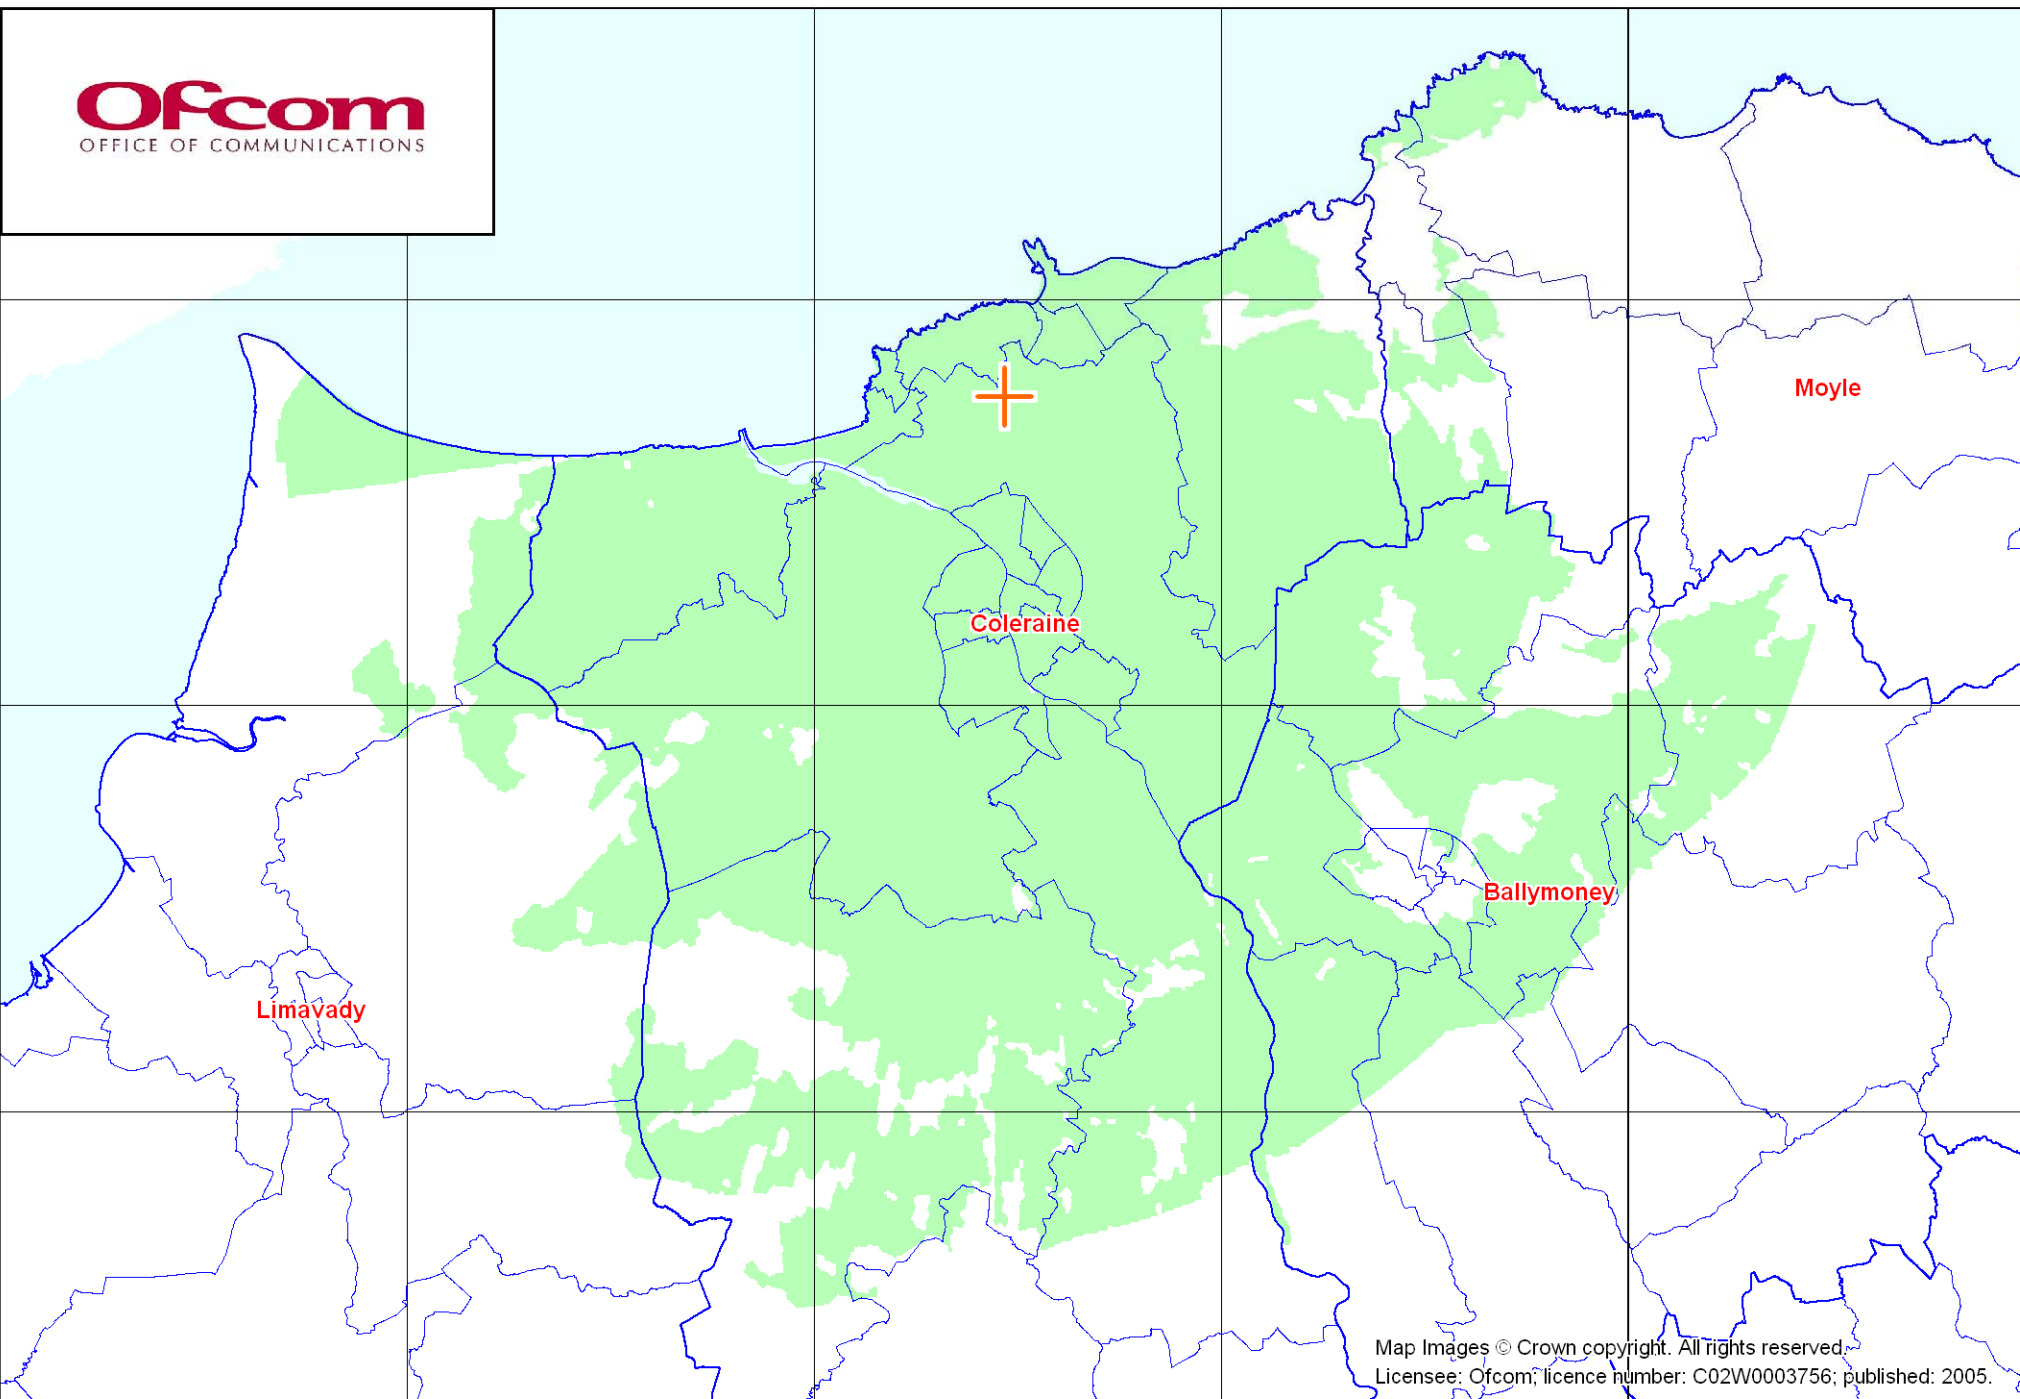 Ofcom
OFFICE OF COMMUNICATIONS
Moyle
Coleraine
Ballymoney
Limavady
Map Images © Crown copyright. All rights reserved.
Licensee: Ofcom; licence number: C02W0003756; published: 2005.